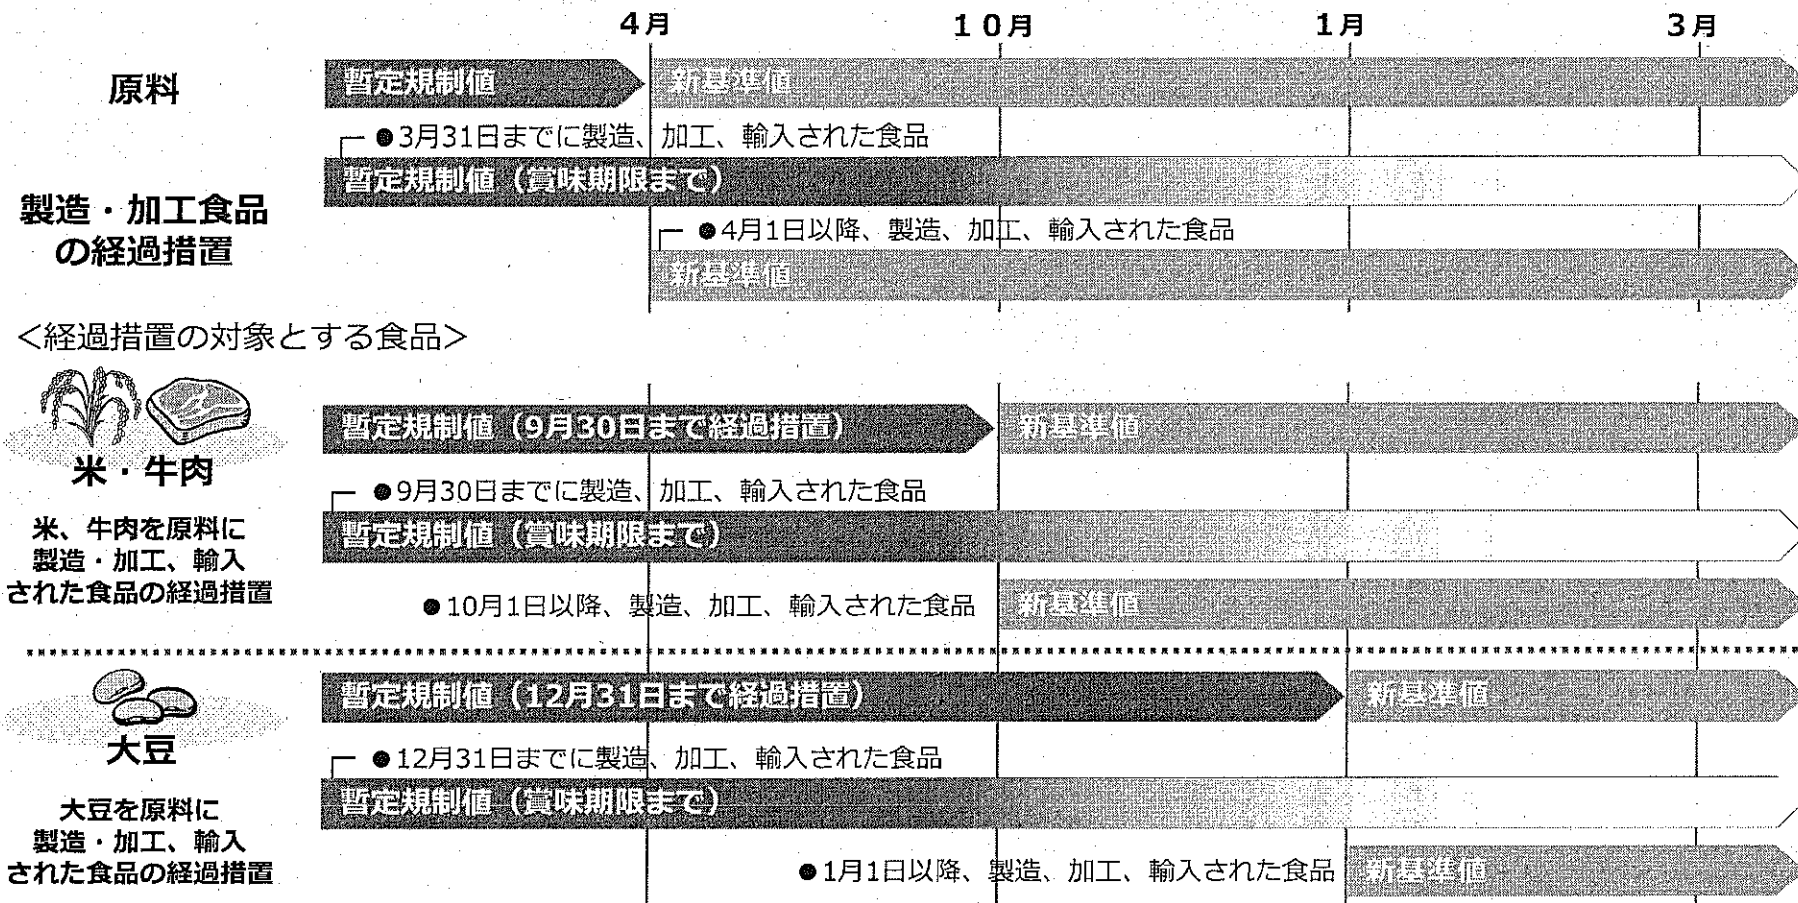 4月 10月 1月 3月
原料
暫定規制値
新基準値
●3月31日までに製造、加工、輸入された食品
製造・加工食品
の経過措置
暫定規制値（賞味期限まで）
●4月1日以降、製造、加工、輸入された食品
新基準値
＜経過措置の対象とする食品＞
米・牛肉
暫定規制値（9月30日まで経過措置）
新基準値
●9月30日までに製造、加工、輸入された食品
米、牛肉を原料に
製造・加工、輸入
された食品の経過措置
暫定規制値（賞味期限まで）
●10月1日以降、製造、加工、輸入された食品
新基準値
大豆
暫定規制値（12月31日まで経過措置）
新基準値
●12月31日までに製造、加工、輸入された食品
大豆を原料に
製造・加工、輸入
された食品の経過措置
暫定規制値（賞味期限まで）
●1月1日以降、製造、加工、輸入された食品
新基準値